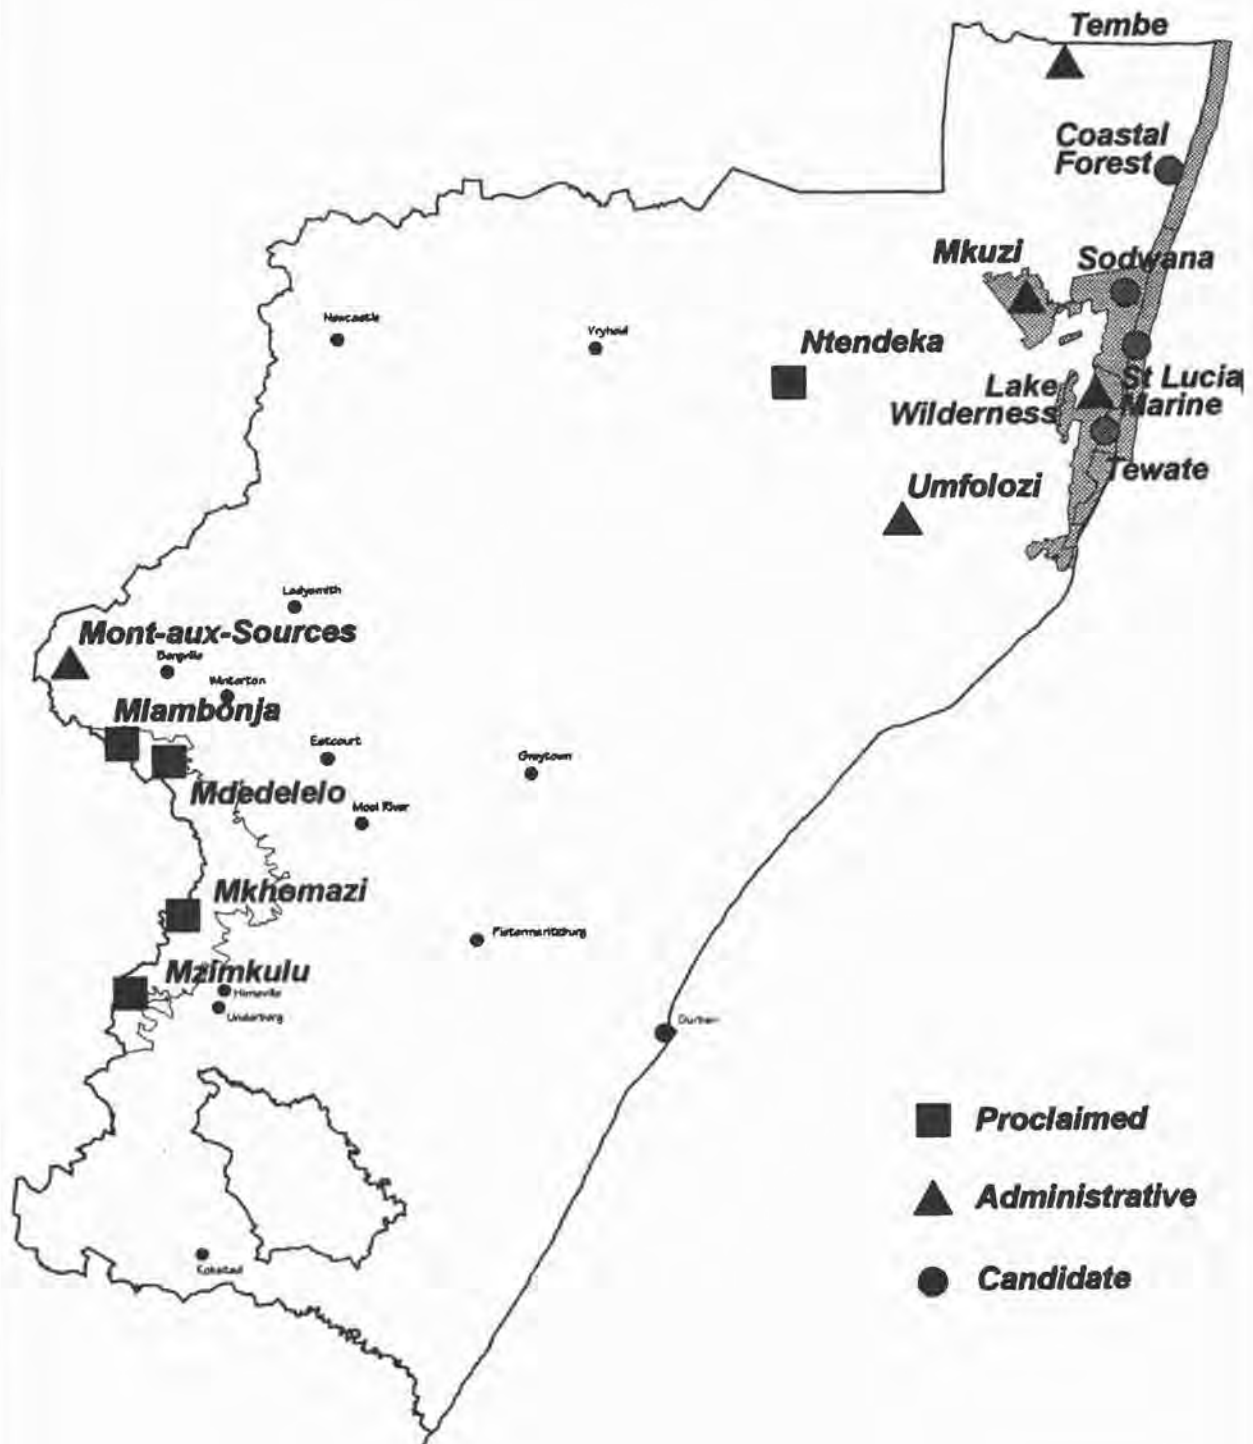 Tembe
Coastal
Forest
Mkuzi
Sodwana
Newcastle
Vryheid
Ntendeka
Lake
Wilderness
St Lucia
Marine
Tewate
Umfolozi
Ladysmith
Mont-aux-Sources
Bergville
Winterton
Mlambonja
Estcourt
Greytown
Mdedelelo
Mooi River
Mkhomazi
Pietermaritzburg
Mzimkulu
Himeville
Underberg
Durban
Proclaimed
Administrative
Candidate
Kokstad